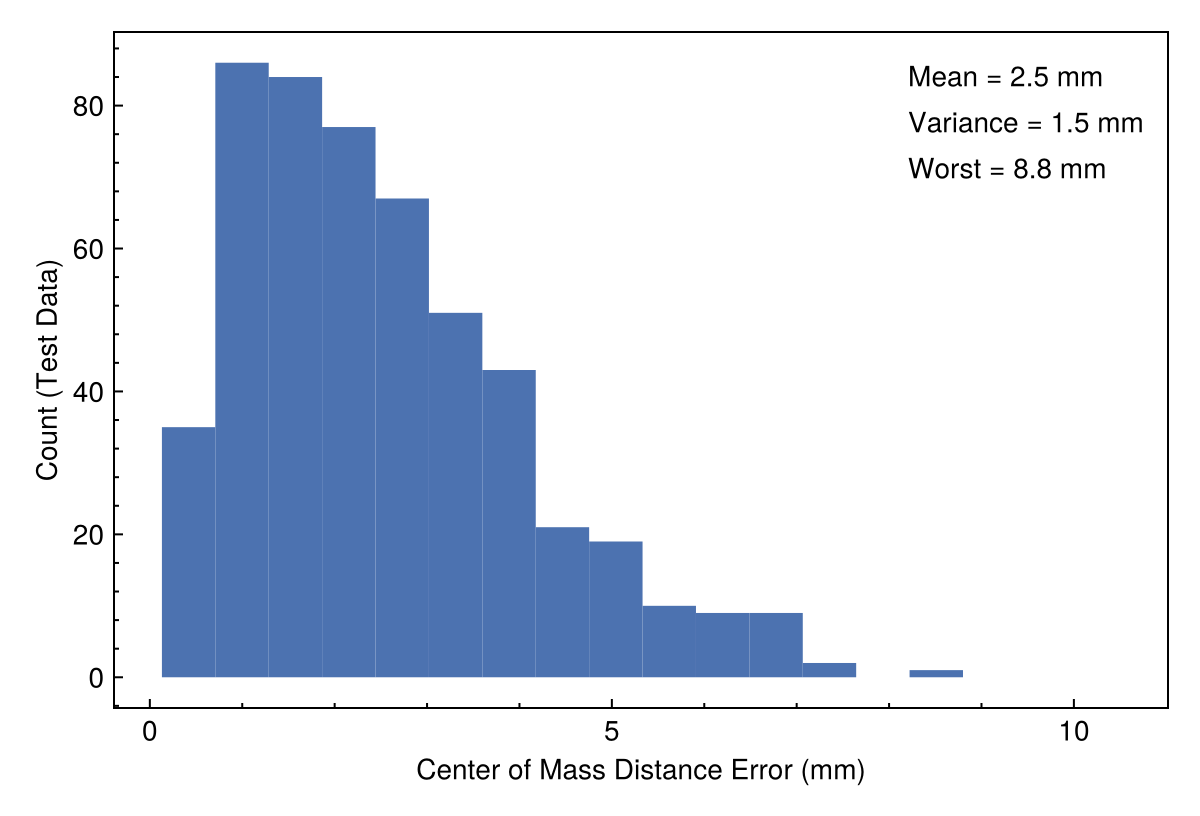 Mean = 2.5 mm
Variance = 1.5 mm
Worst = 8.8 mm
Count (Test Data)
80
60
40
20
0
0 5 10
Center of Mass Distance Error (mm)